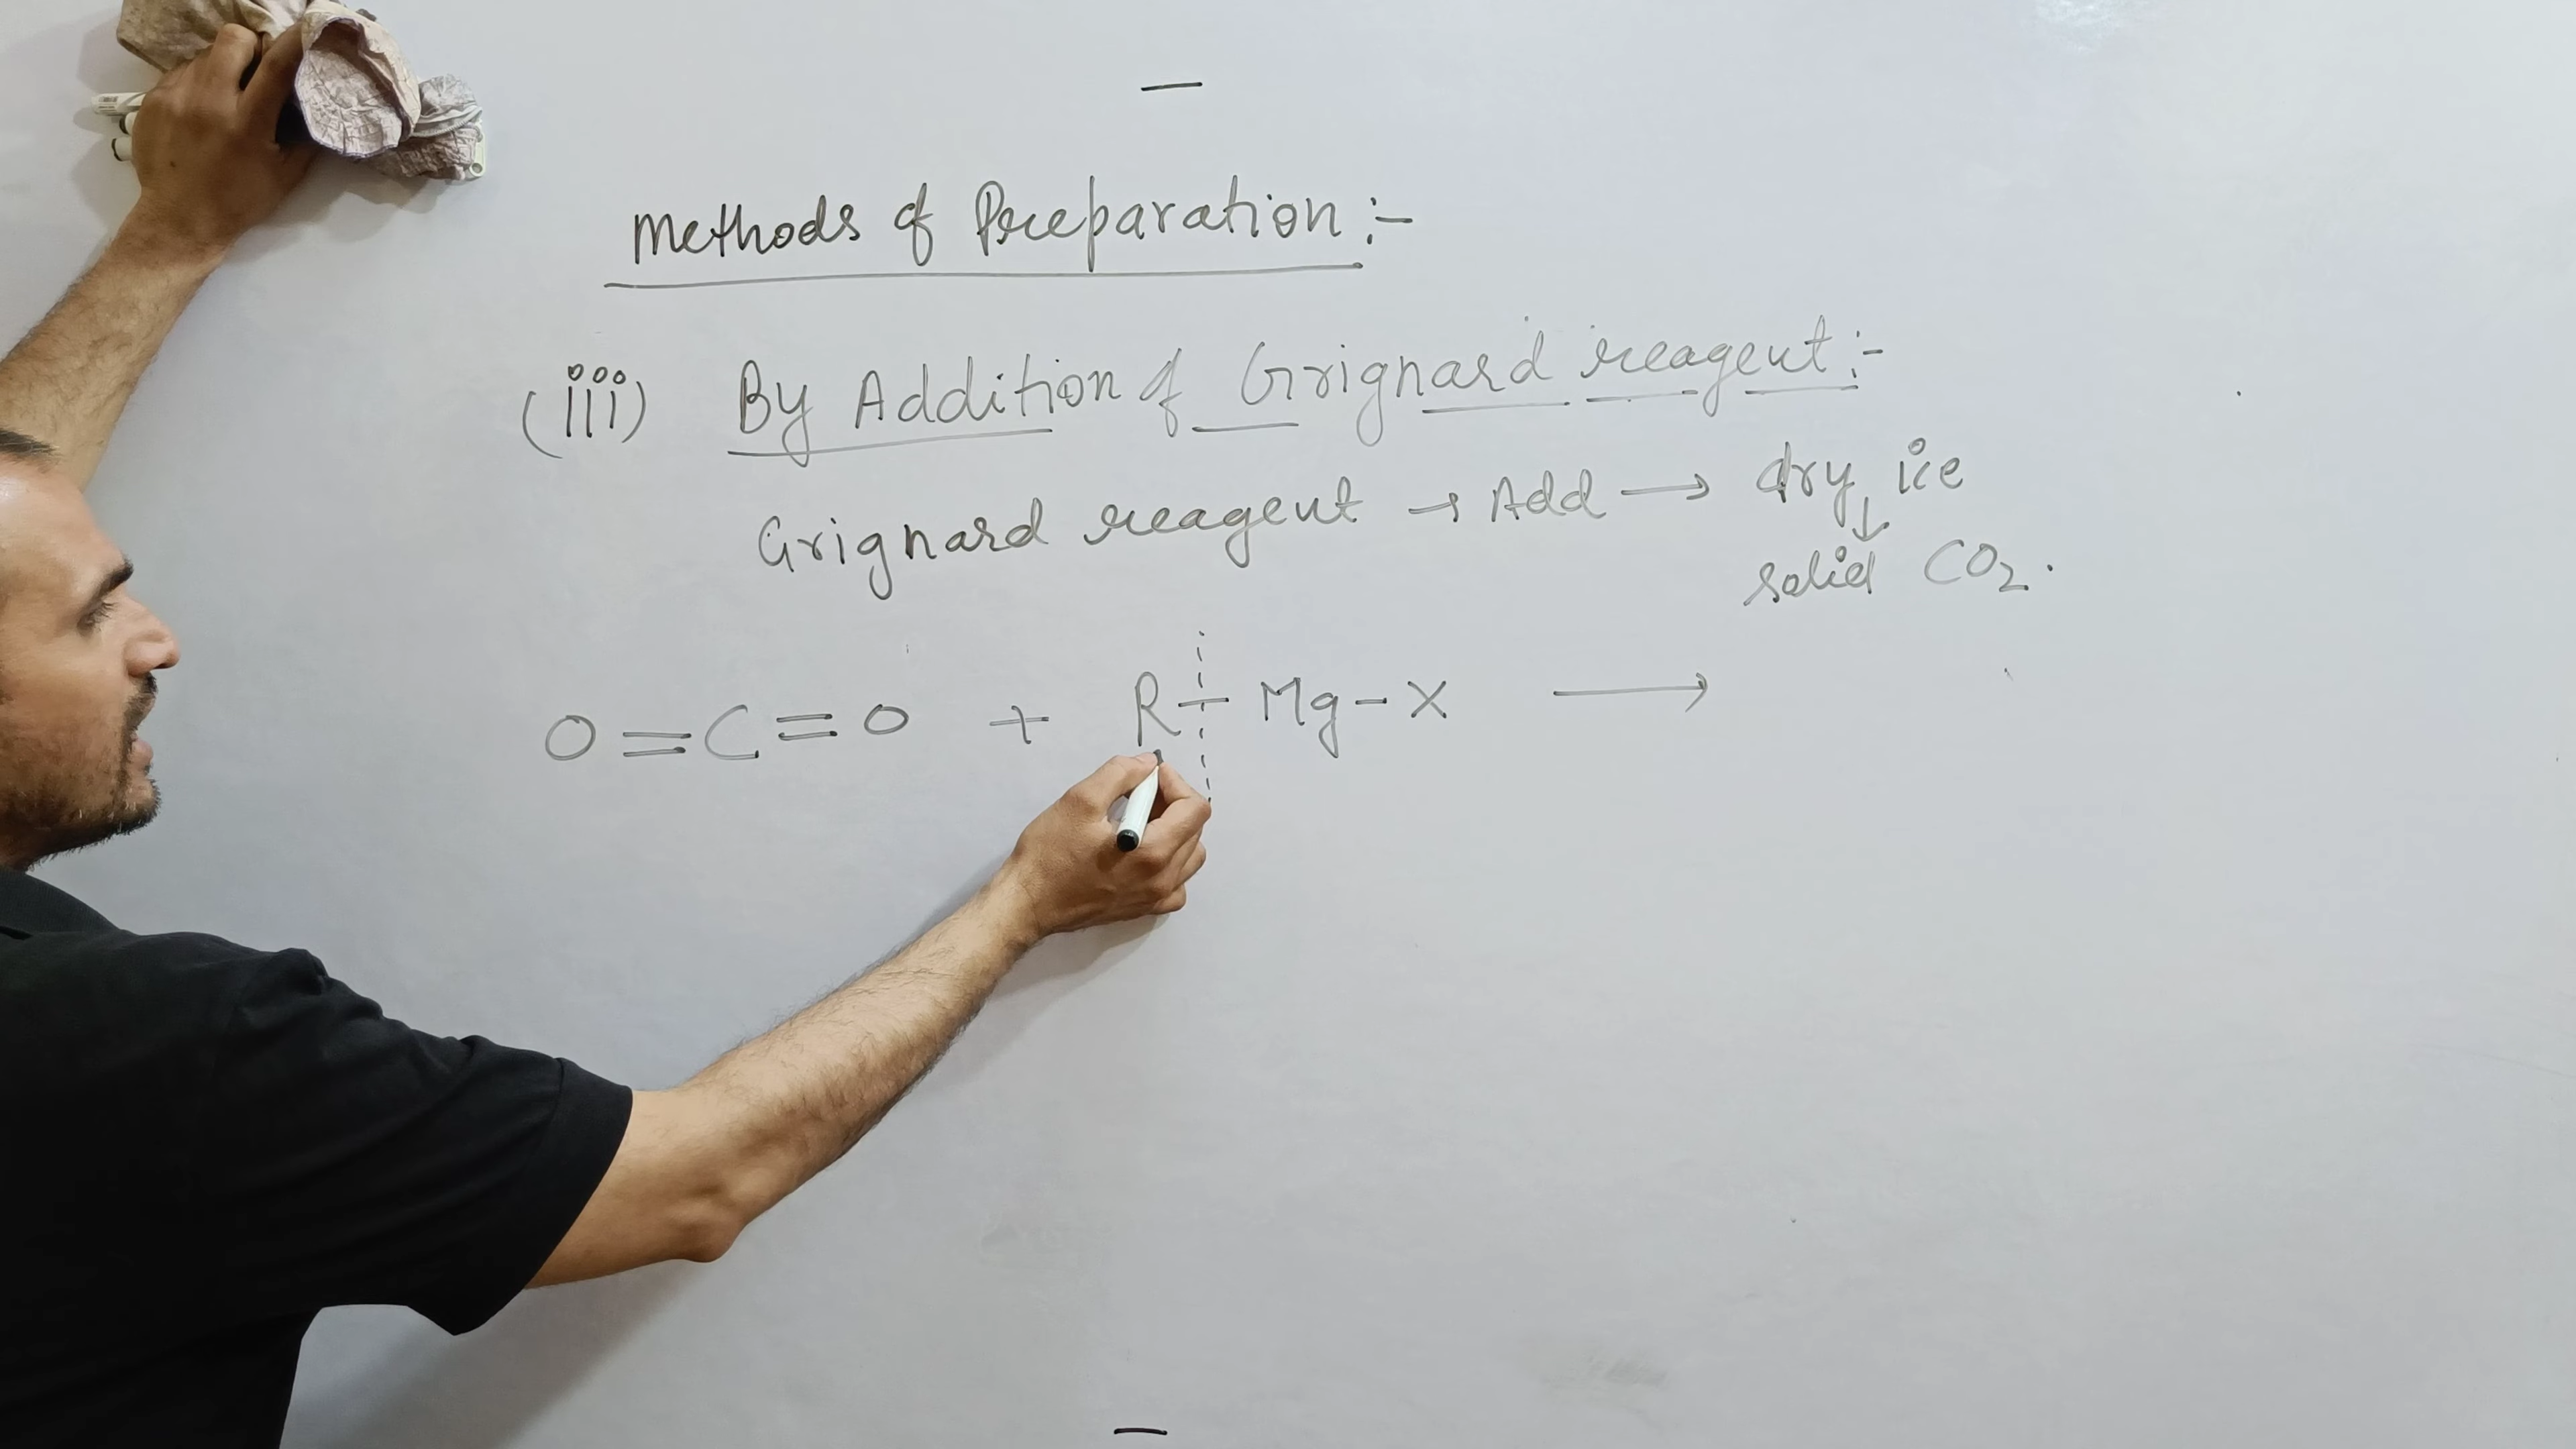 Methods of Preparation :-
(iii) By Addition of Grignard reagent :-
Grignard reagent → Add → dry ice
↓
solid CO₂.
O=C=O + R-Mg-X →